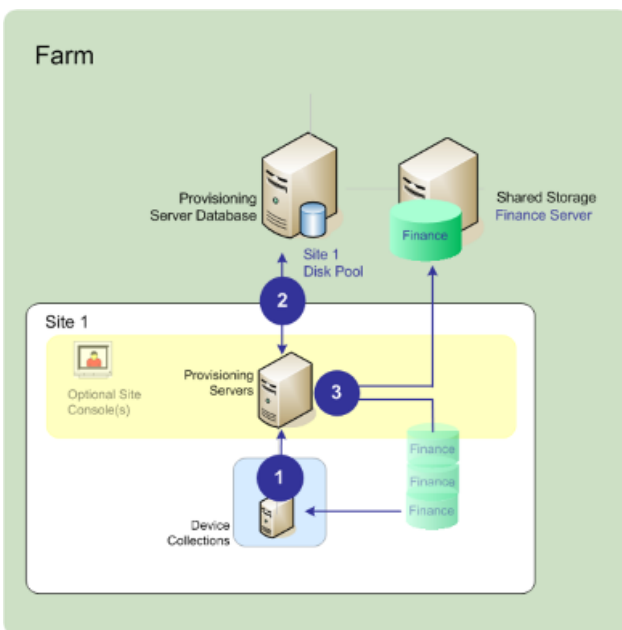 Farm
Provisioning
Server Database
Shared Storage
Finance Server
Finance
Site 1
Disk Pool
2
Site 1
Optional Site
Console(s)
Provisioning
Servers
3
Finance
Finance
Finance
1
Device
Collections